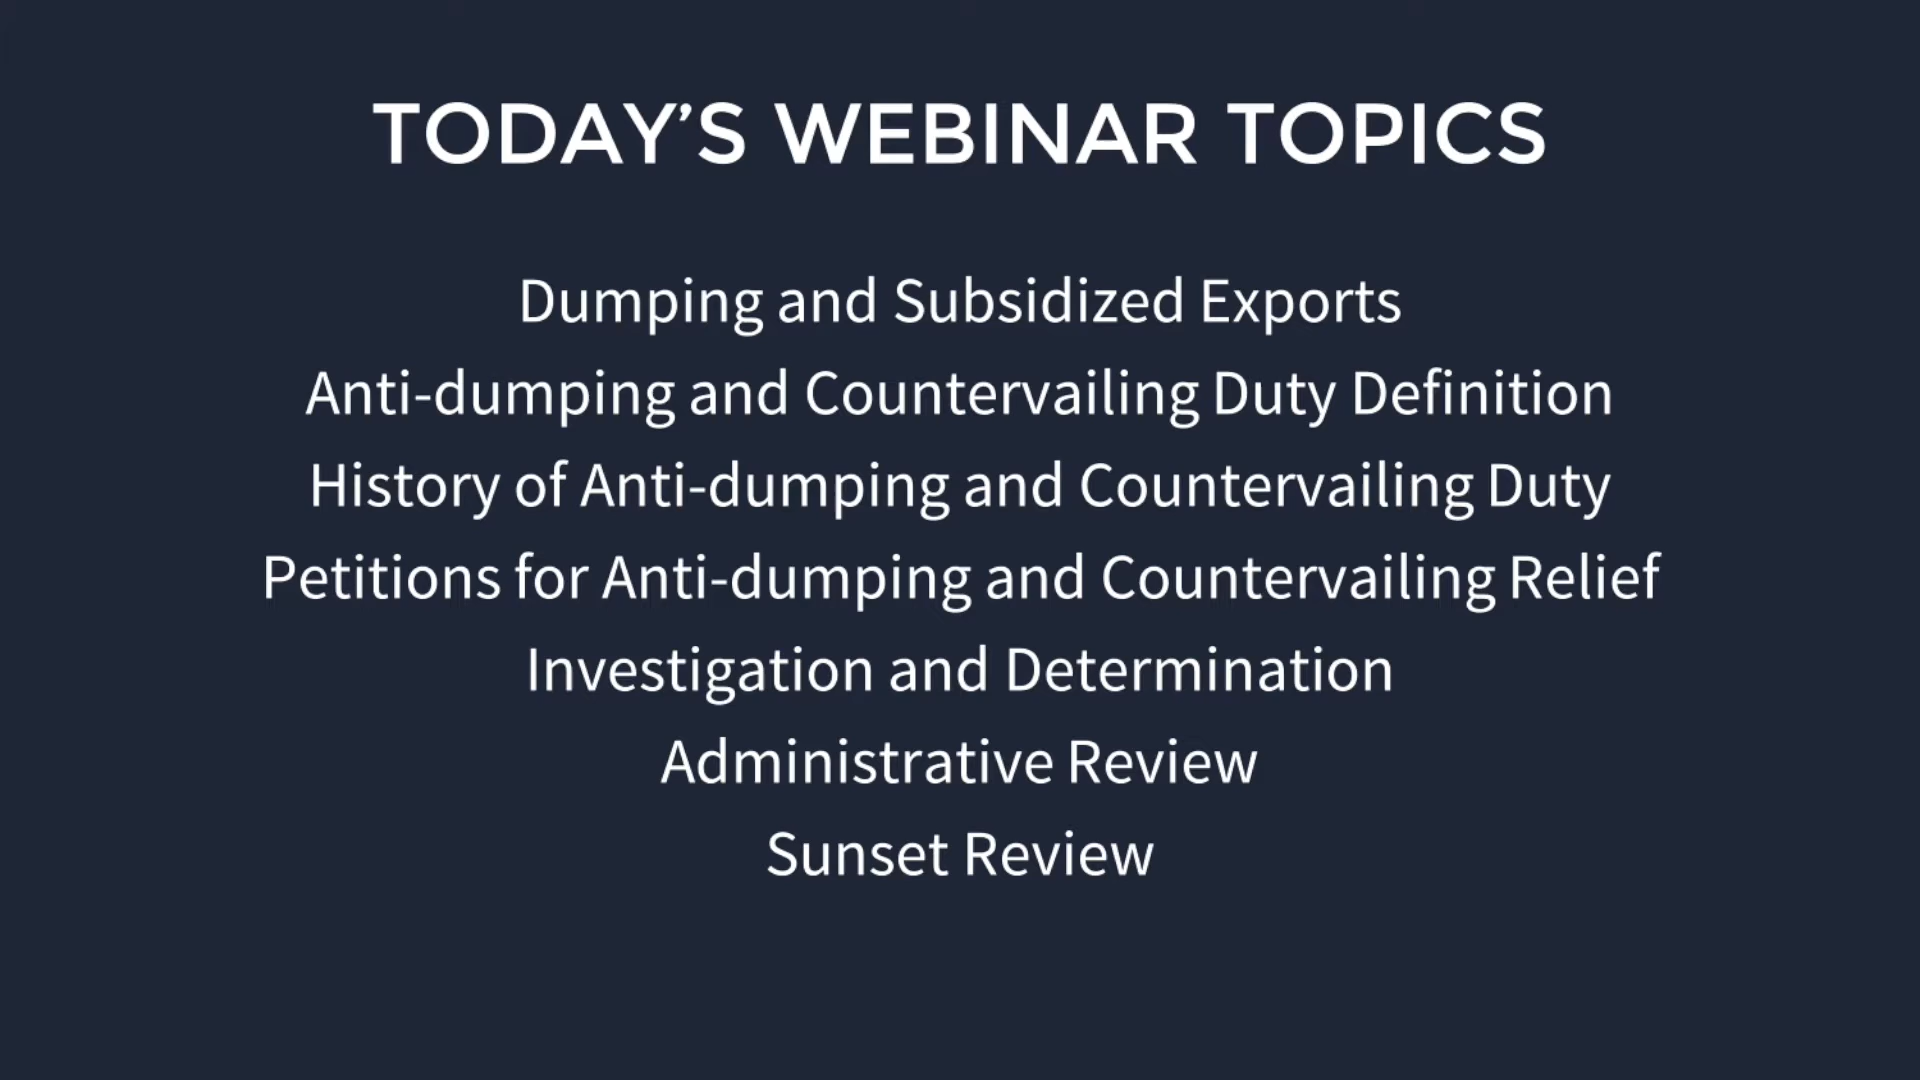 TODAY’S WEBINAR TOPICS
Dumping and Subsidized Exports
Anti-dumping and Countervailing Duty Definition
History of Anti-dumping and Countervailing Duty
Petitions for Anti-dumping and Countervailing Relief
Investigation and Determination
Administrative Review
Sunset Review